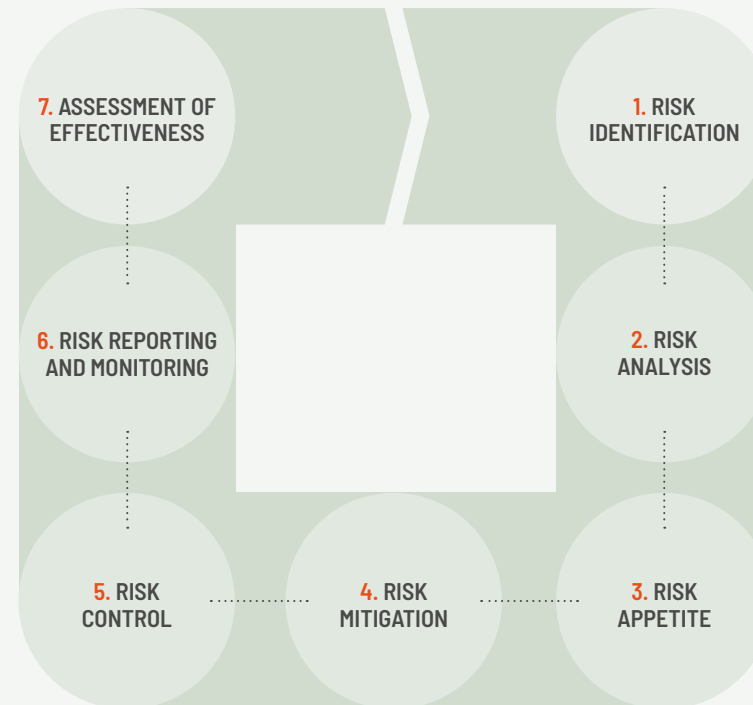 7. ASSESSMENT OF
EFFECTIVENESS
1. RISK
IDENTIFICATION
6. RISK REPORTING
AND MONITORING
2. RISK
ANALYSIS
5. RISK
CONTROL
4. RISK
MITIGATION
3. RISK
APPETITE